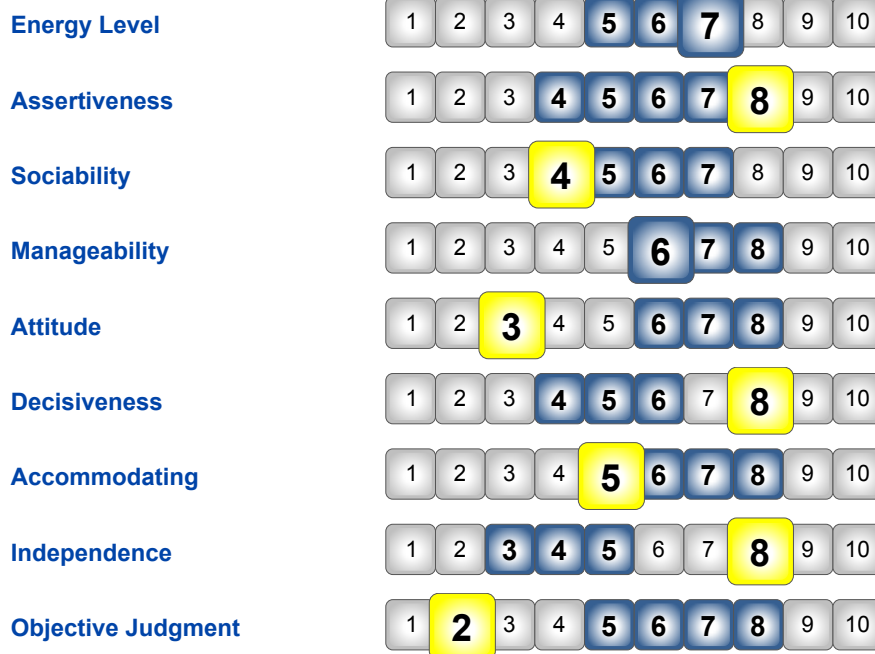 Energy Level 1 2 3 4 5 6 7 8 9 10
Assertiveness 1 2 3 4 5 6 7 8 9 10
Sociability 1 2 3 4 5 6 7 8 9 10
Manageability 1 2 3 4 5 6 7 8 9 10
Attitude 1 2 3 4 5 6 7 8 9 10
Decisiveness 1 2 3 4 5 6 7 8 9 10
Accommodating 1 2 3 4 5 6 7 8 9 10
Independence 1 2 3 4 5 6 7 8 9 10
Objective Judgment 1 2 3 4 5 6 7 8 9 10